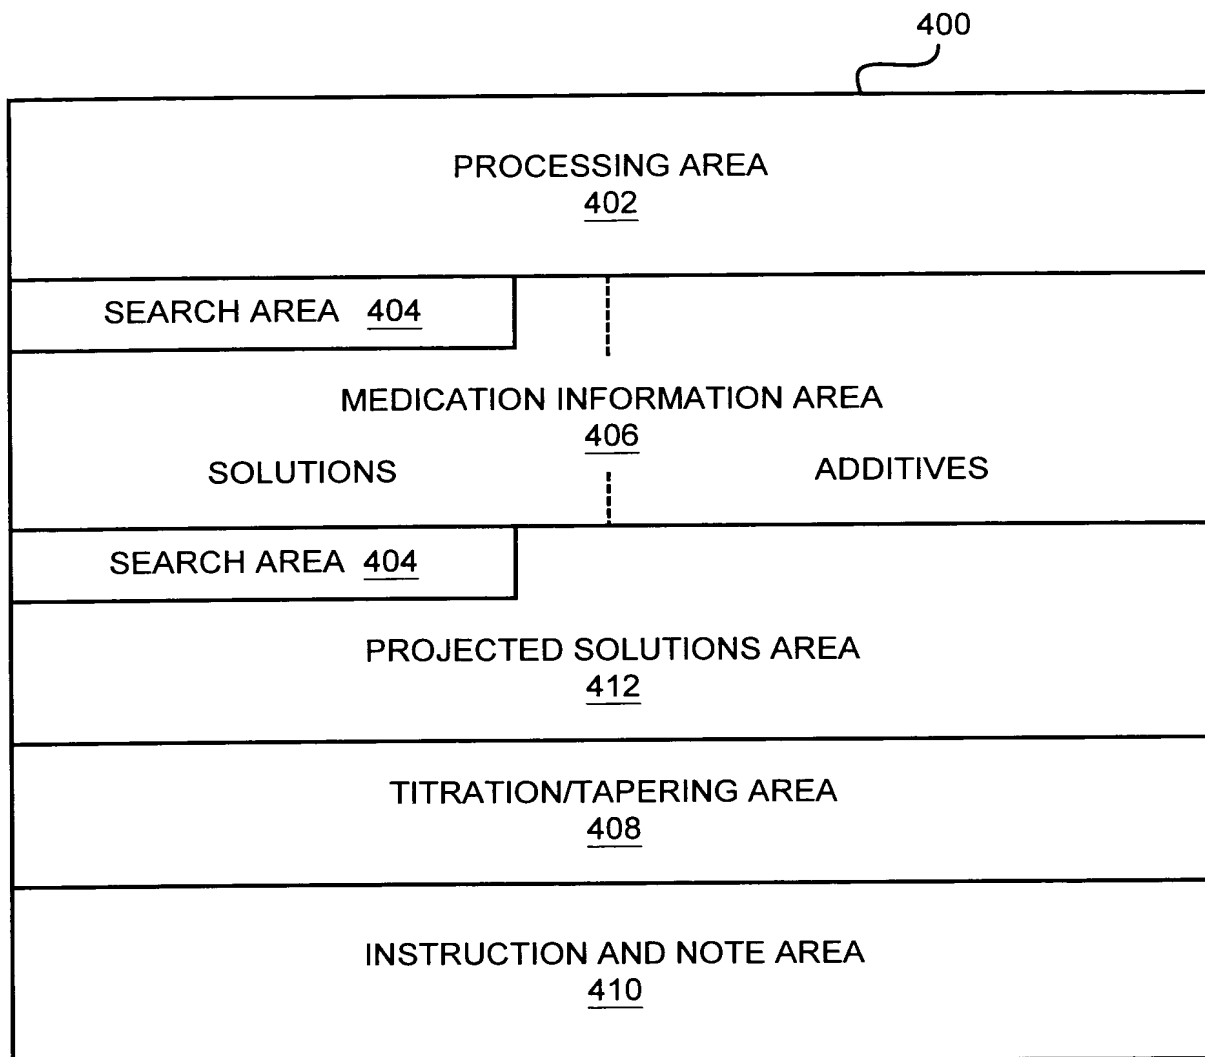 400
PROCESSING AREA
402
SEARCH AREA 404
MEDICATION INFORMATION AREA
406
SOLUTIONS
ADDITIVES
SEARCH AREA 404
PROJECTED SOLUTIONS AREA
412
TITRATION/TAPERING AREA
408
INSTRUCTION AND NOTE AREA
410